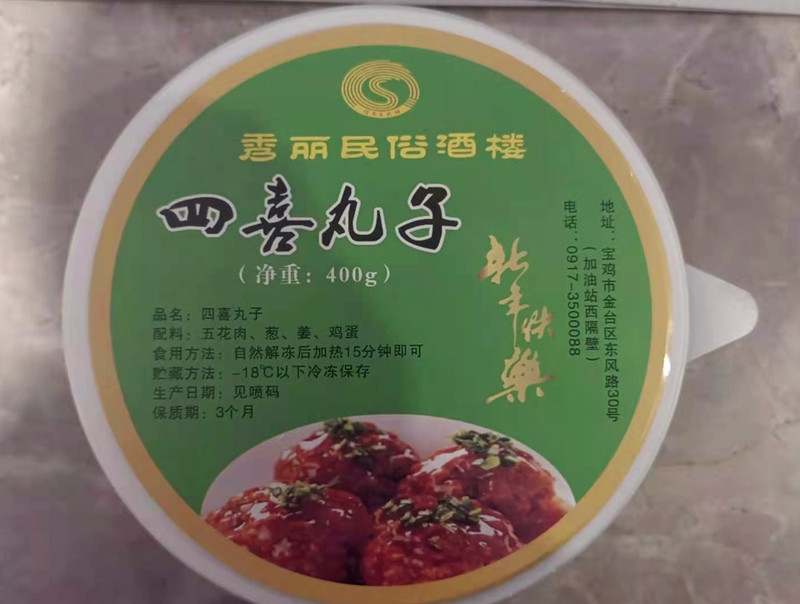 秀丽民俗酒楼
四喜丸子
（净重：400g）
新年快樂
品名：四喜丸子
配料：五花肉、葱、姜、鸡蛋
食用方法：自然解冻后加热15分钟即可
贮藏方法：-18℃以下冷冻保存
生产日期：见喷码
保质期：3个月
地址：宝鸡市金台区东风路30号
（加油站西隔壁）
电话：0917-3500088